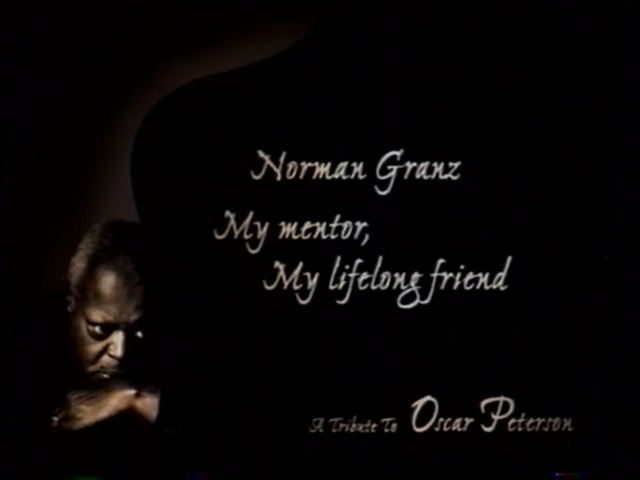 Norman Granz
My mentor,
My lifelong friend
A Tribute To Oscar Peterson